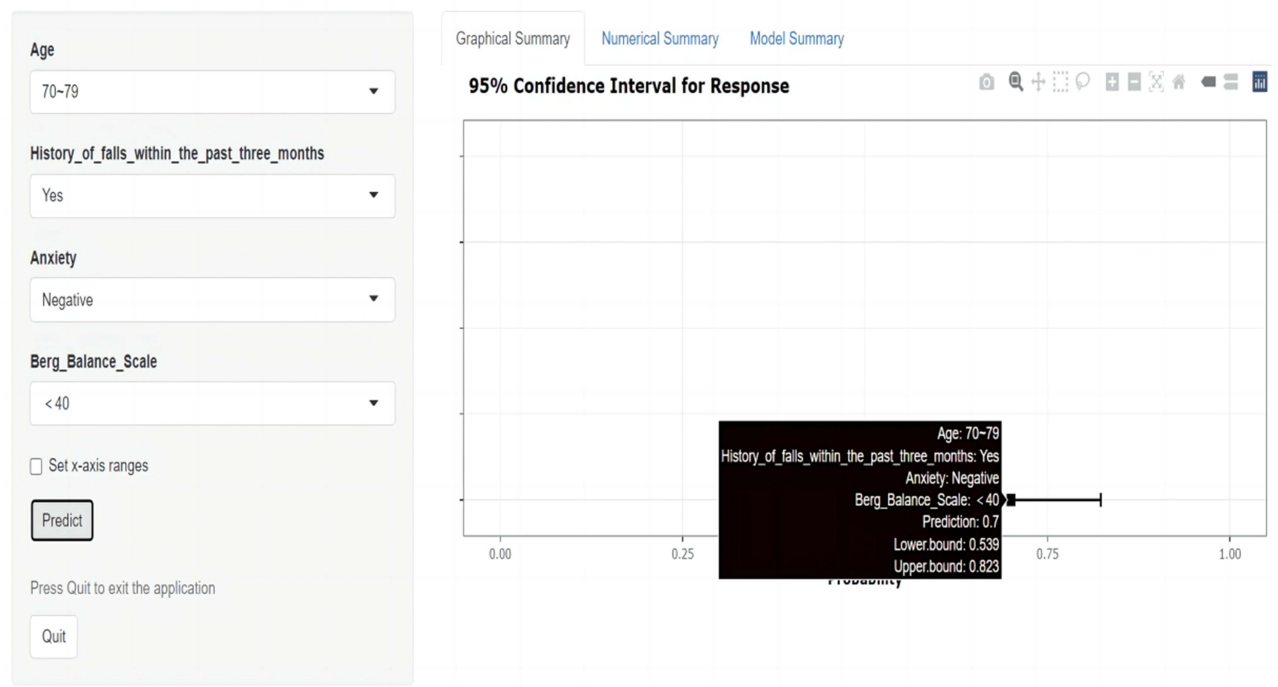 Age
70~79
History_of_falls_within_the_past_three_months
Yes
Anxiety
Negative
Berg_Balance_Scale
<40
Set x-axis ranges
Predict
Press Quit to exit the application
Quit
Graphical Summary Numerical Summary Model Summary
95% Confidence Interval for Response
Age: 70~79
History_of_falls_within_the_past_three_months: Yes
Anxiety: Negative
Berg_Balance_Scale: <40
Prediction: 0.7
Lower.bound: 0.539
Upper.bound: 0.823
0.00 0.25 0.75 1.00
Probability